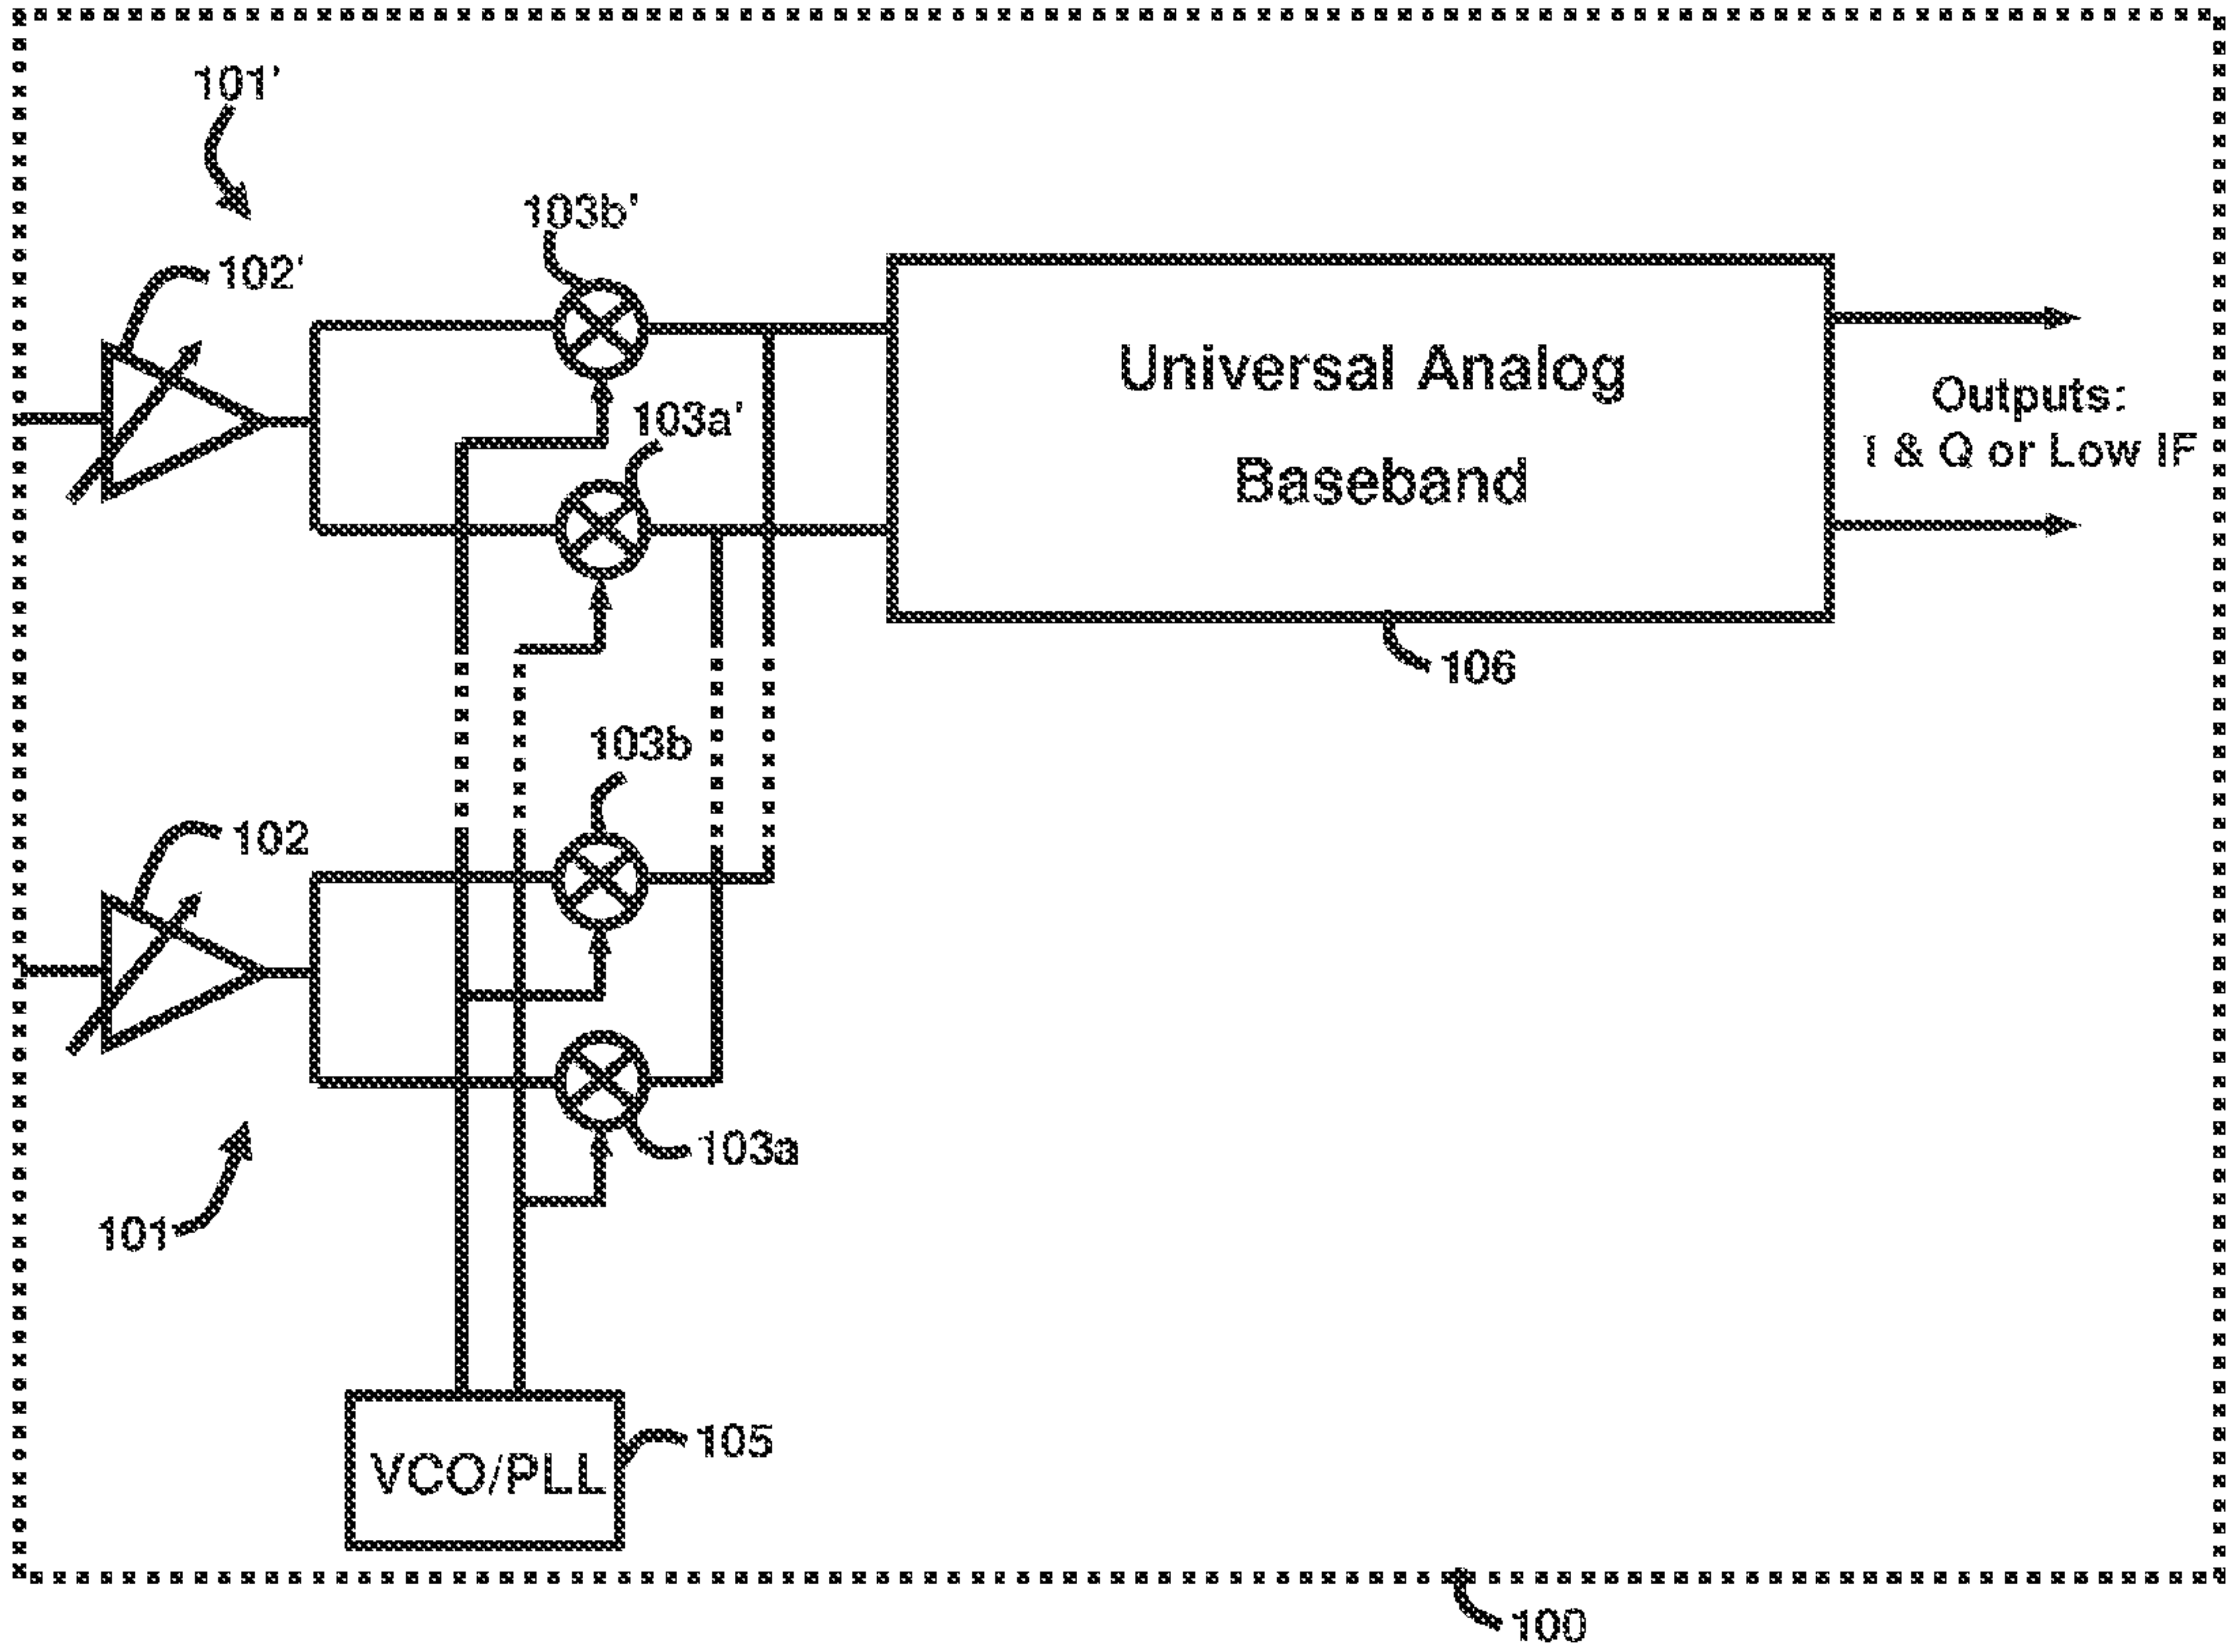 101'
103b'
102'
103a'
Universal Analog
Baseband
Outputs:
I & Q or Low IF
106
103b
102
103a
101
105
VCO/PLL
100